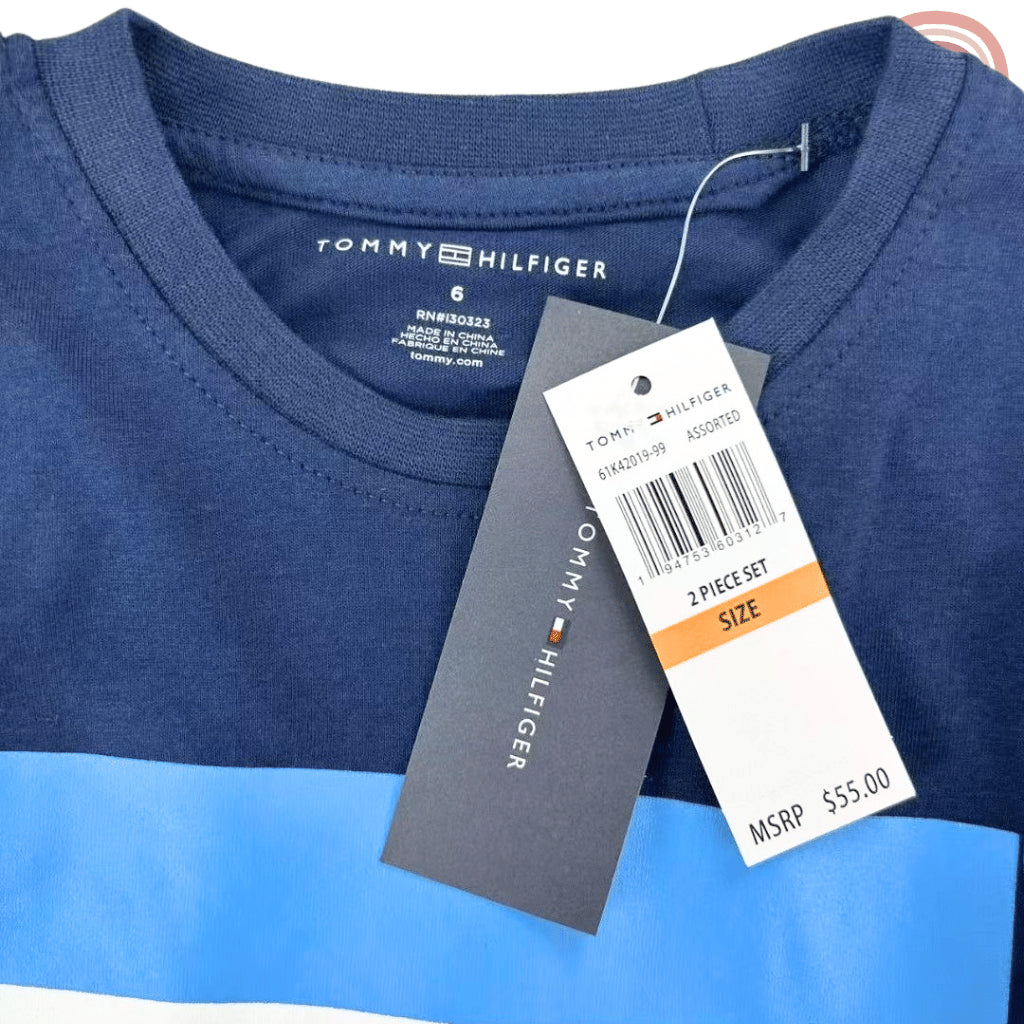 TOMMY HILFIGER
6
RN#130323
MADE IN CHINA
HECHO EN CHINA
FABRIQUE EN CHINE
tommy.com
TOMMY HILFIGER
TOMMY HILFIGER
61K42019-99 ASSORTED
1 94753 60312 7
2 PIECE SET
SIZE
MSRP $55.00